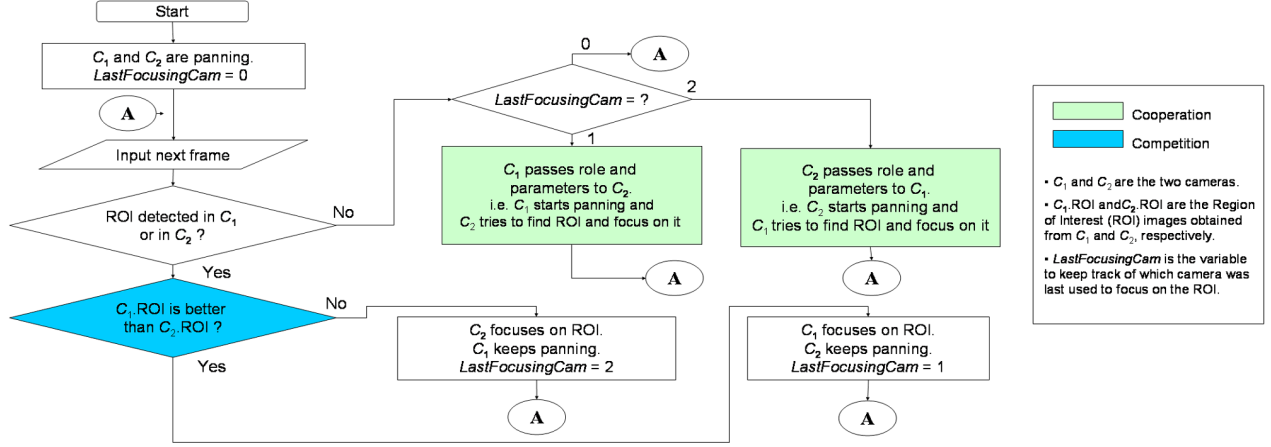 Start
C₁ and C₂ are panning.
LastFocusingCam = 0
A
Input next frame
ROI detected in C₁
or in C₂ ?
No
Yes
C₁.ROI is better
than C₂.ROI ?
No
Yes
LastFocusingCam = ?
0
A
1
2
C₁ passes role and
parameters to C₂.
i.e. C₁ starts panning and
C₂ tries to find ROI and focus on it
A
C₂ passes role and
parameters to C₁.
i.e. C₂ starts panning and
C₁ tries to find ROI and focus on it
A
C₂ focuses on ROI.
C₁ keeps panning.
LastFocusingCam = 2
A
C₁ focuses on ROI.
C₂ keeps panning.
LastFocusingCam = 1
A
Cooperation
Competition
▪ C₁ and C₂ are the two cameras.
▪ C₁.ROI andC₂.ROI are the Region
of Interest (ROI) images obtained
from C₁ and C₂, respectively.
▪ LastFocusingCam is the variable
to keep track of which camera was
last used to focus on the ROI.